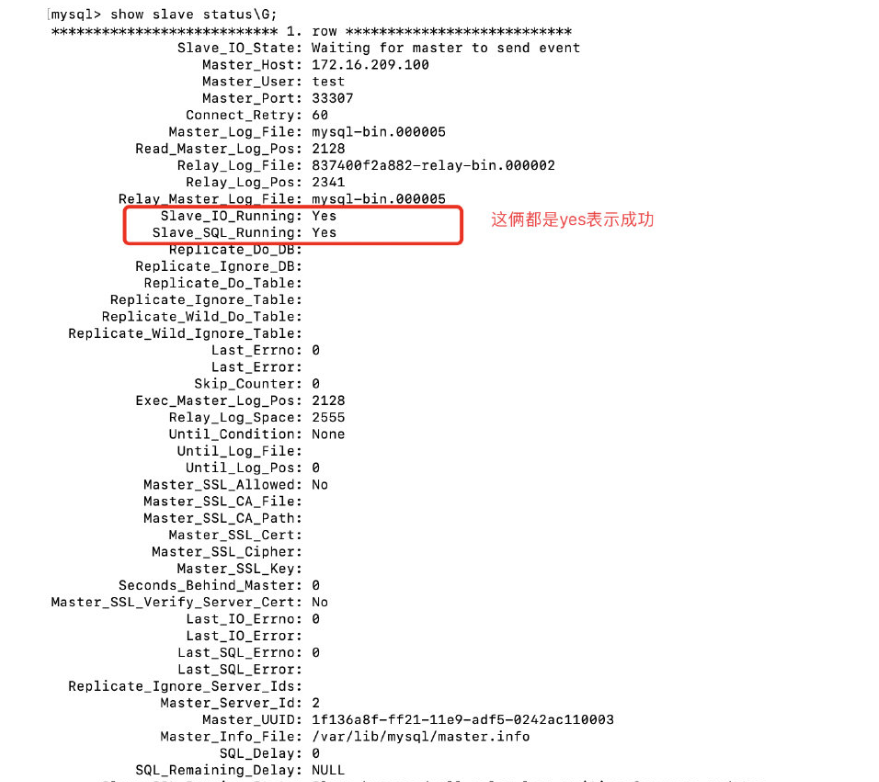 [mysql> show slave status\G;
*************************** 1. row ***************************
Slave_IO_State: Waiting for master to send event
Master_Host: 172.16.209.100
Master_User: test
Master_Port: 33307
Connect_Retry: 60
Master_Log_File: mysql-bin.000005
Read_Master_Log_Pos: 2128
Relay_Log_File: 837400f2a882-relay-bin.000002
Relay_Log_Pos: 2341
Relay_Master_Log_File: mysql-bin.000005
Slave_IO_Running: Yes
这俩都是yes表示成功
Slave_SQL_Running: Yes
Replicate_Do_DB:
Replicate_Ignore_DB:
Replicate_Do_Table:
Replicate_Ignore_Table:
Replicate_Wild_Do_Table:
Replicate_Wild_Ignore_Table:
Last_Errno: 0
Last_Error:
Skip_Counter: 0
Exec_Master_Log_Pos: 2128
Relay_Log_Space: 2555
Until_Condition: None
Until_Log_File:
Until_Log_Pos: 0
Master_SSL_Allowed: No
Master_SSL_CA_File:
Master_SSL_CA_Path:
Master_SSL_Cert:
Master_SSL_Cipher:
Master_SSL_Key:
Seconds_Behind_Master: 0
Master_SSL_Verify_Server_Cert: No
Last_IO_Errno: 0
Last_IO_Error:
Last_SQL_Errno: 0
Last_SQL_Error:
Replicate_Ignore_Server_Ids:
Master_Server_Id: 2
Master_UUID: 1f136a8f-ff21-11e9-adf5-0242ac110003
Master_Info_File: /var/lib/mysql/master.info
SQL_Delay: 0
SQL_Remaining_Delay: NULL